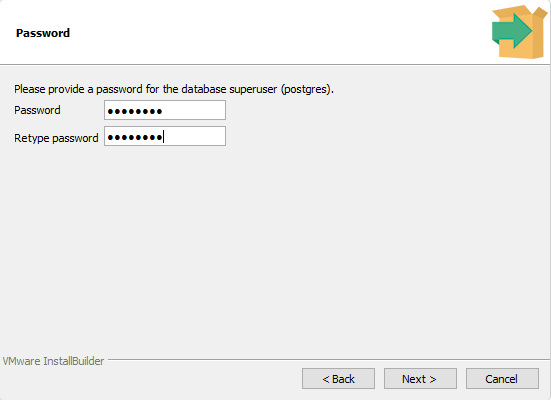 Password
Please provide a password for the database superuser (postgres).
Password ●●●●●●●●
Retype password ●●●●●●●●
VMware InstallBuilder
< Back Next > Cancel